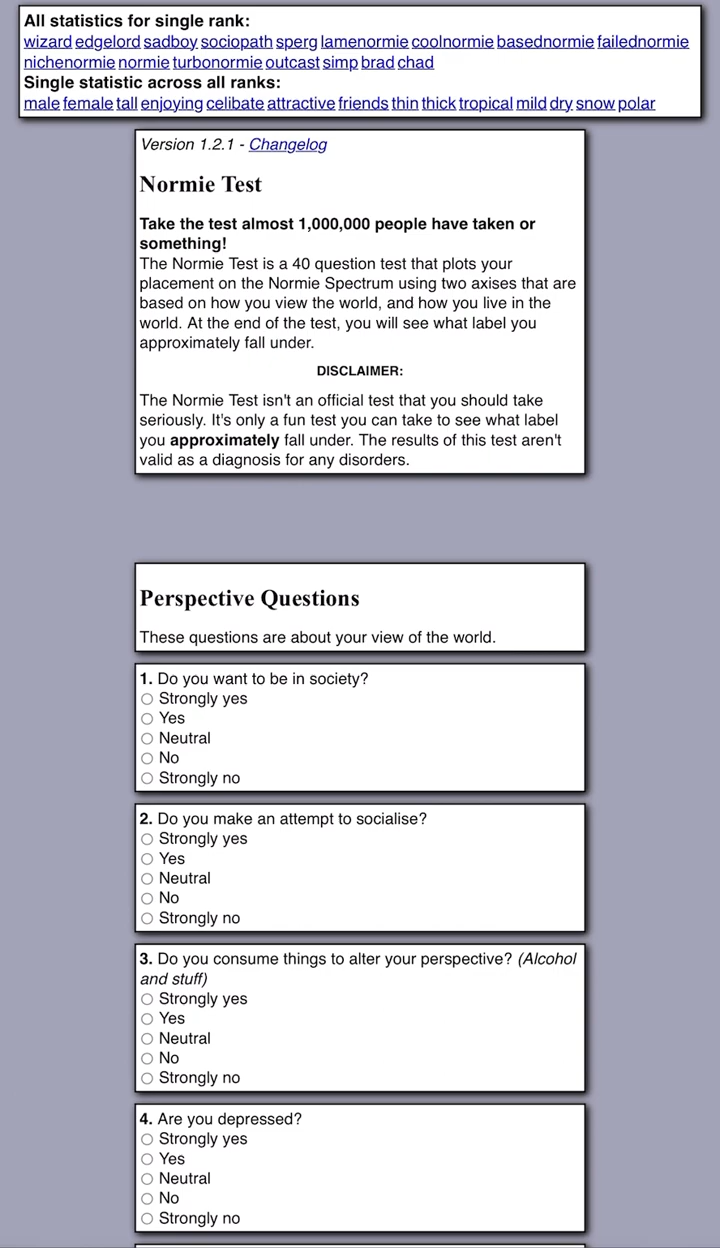 All statistics for single rank:
wizard edgelord sadboy sociopath sperg lamenormie coolnormie basednormie failednormie
nichenormie normie turbonormie outcast simp brad chad
Single statistic across all ranks:
male female tall enjoying celibate attractive friends thin thick tropical mild dry snow polar
Version 1.2.1 - Changelog
Normie Test
Take the test almost 1,000,000 people have taken or
something!
The Normie Test is a 40 question test that plots your
placement on the Normie Spectrum using two axises that are
based on how you view the world, and how you live in the
world. At the end of the test, you will see what label you
approximately fall under.
DISCLAIMER:
The Normie Test isn't an official test that you should take
seriously. It's only a fun test you can take to see what label
you approximately fall under. The results of this test aren't
valid as a diagnosis for any disorders.
Perspective Questions
These questions are about your view of the world.
1. Do you want to be in society?
Strongly yes
Yes
Neutral
No
Strongly no
2. Do you make an attempt to socialise?
Strongly yes
Yes
Neutral
No
Strongly no
3. Do you consume things to alter your perspective? (Alcohol
and stuff)
Strongly yes
Yes
Neutral
No
Strongly no
4. Are you depressed?
Strongly yes
Yes
Neutral
No
Strongly no